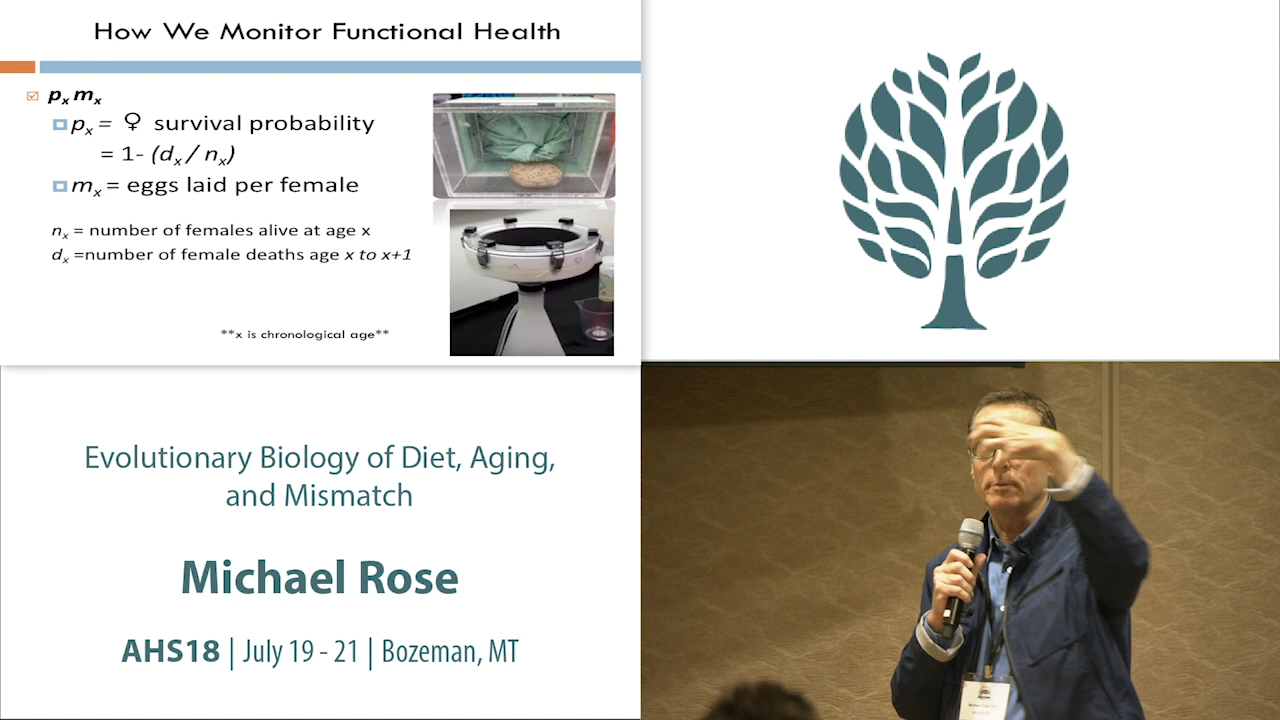 How We Monitor Functional Health
pₓ mₓ
pₓ = ♀ survival probability
= 1- (dₓ / nₓ)
mₓ = eggs laid per female
nₓ = number of females alive at age x
dₓ =number of female deaths age x to x+1
**x is chronological age**
Evolutionary Biology of Diet, Aging,
and Mismatch
Michael Rose
AHS18 | July 19 - 21 | Bozeman, MT